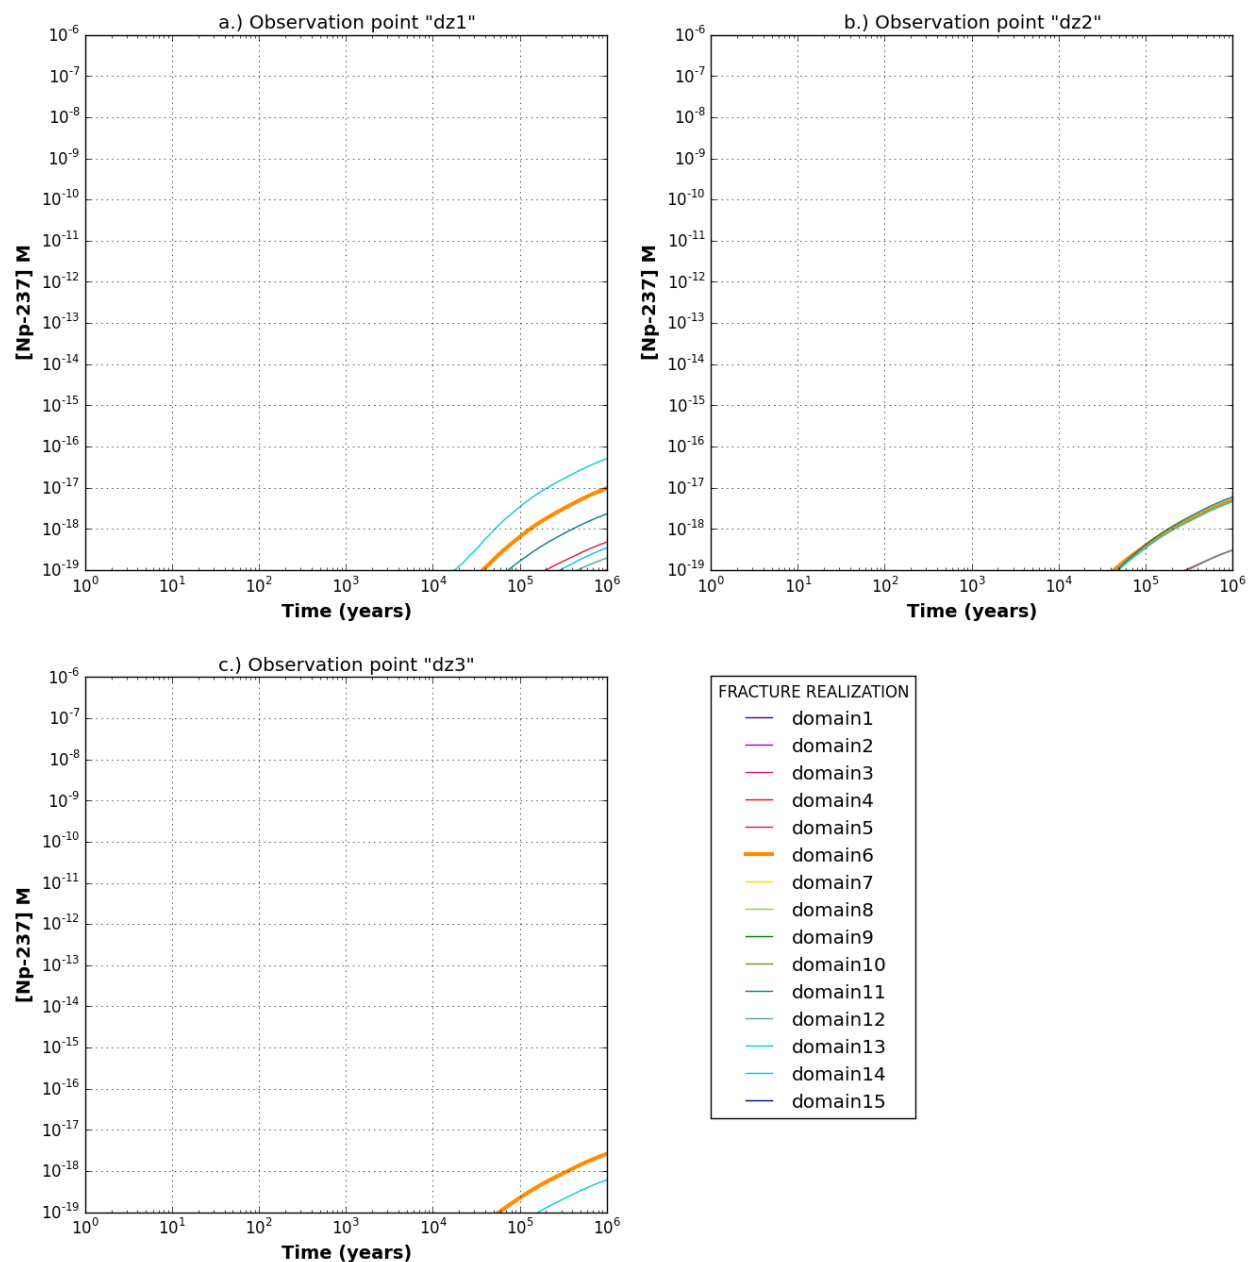 a.) Observation point "dz1"
10^-6
10^-7
10^-8
10^-9
10^-10
10^-11
10^-12
10^-13
10^-14
10^-15
10^-16
10^-17
10^-18
10^-19
[Np-237] M
10^0 10^1 10^2 10^3 10^4 10^5 10^6
Time (years)
b.) Observation point "dz2"
10^-6
10^-7
10^-8
10^-9
10^-10
10^-11
10^-12
10^-13
10^-14
10^-15
10^-16
10^-17
10^-18
10^-19
[Np-237] M
10^0 10^1 10^2 10^3 10^4 10^5 10^6
Time (years)
c.) Observation point "dz3"
10^-6
10^-7
10^-8
10^-9
10^-10
10^-11
10^-12
10^-13
10^-14
10^-15
10^-16
10^-17
10^-18
10^-19
[Np-237] M
10^0 10^1 10^2 10^3 10^4 10^5 10^6
Time (years)
FRACTURE REALIZATION
domain1
domain2
domain3
domain4
domain5
domain6
domain7
domain8
domain9
domain10
domain11
domain12
domain13
domain14
domain15